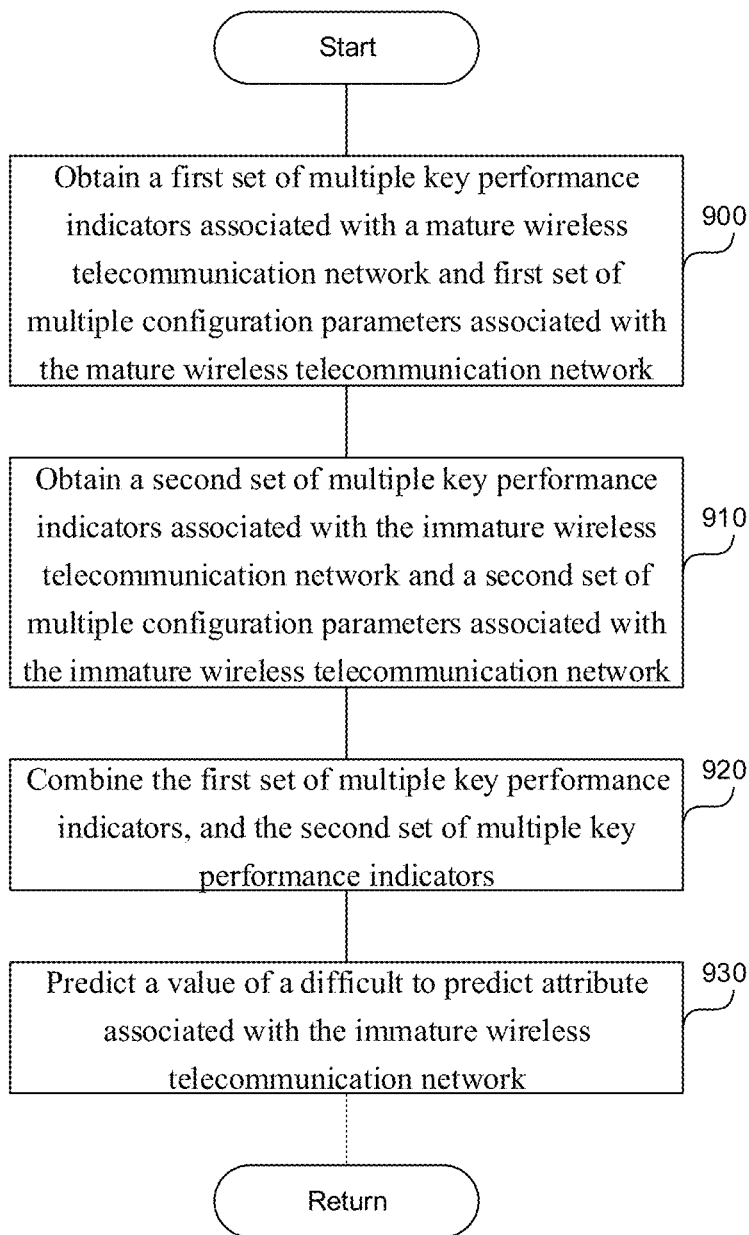 Start
Obtain a first set of multiple key performance
indicators associated with a mature wireless
telecommunication network and first set of
multiple configuration parameters associated with
the mature wireless telecommunication network
900
Obtain a second set of multiple key performance
indicators associated with the immature wireless
telecommunication network and a second set of
multiple configuration parameters associated with
the immature wireless telecommunication network
910
Combine the first set of multiple key performance
indicators, and the second set of multiple key
performance indicators
920
Predict a value of a difficult to predict attribute
associated with the immature wireless
telecommunication network
930
Return